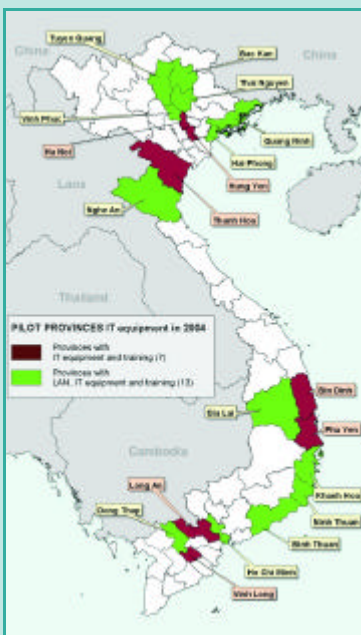 China
Tuyen Quang
Bac Kan
China
Thai Nguyen
Vinh Phuc
Quang Ninh
Ha Noi
Hai Phong
Hung Yen
Laos
Thanh Hoa
Nghe An
Thailand
PILOT PROVINCES IT equipment in 2004
Provinces with
IT equipment and training (7)
Provinces with
LAN, IT equipment and training (13)
Bin Dinh
Gia Lai
Phu Yen
Cambodia
Long An
Khanh Hoa
Dong Thap
Ninh Thuan
Binh Thuan
Ho Chi Minh
Vinh Long